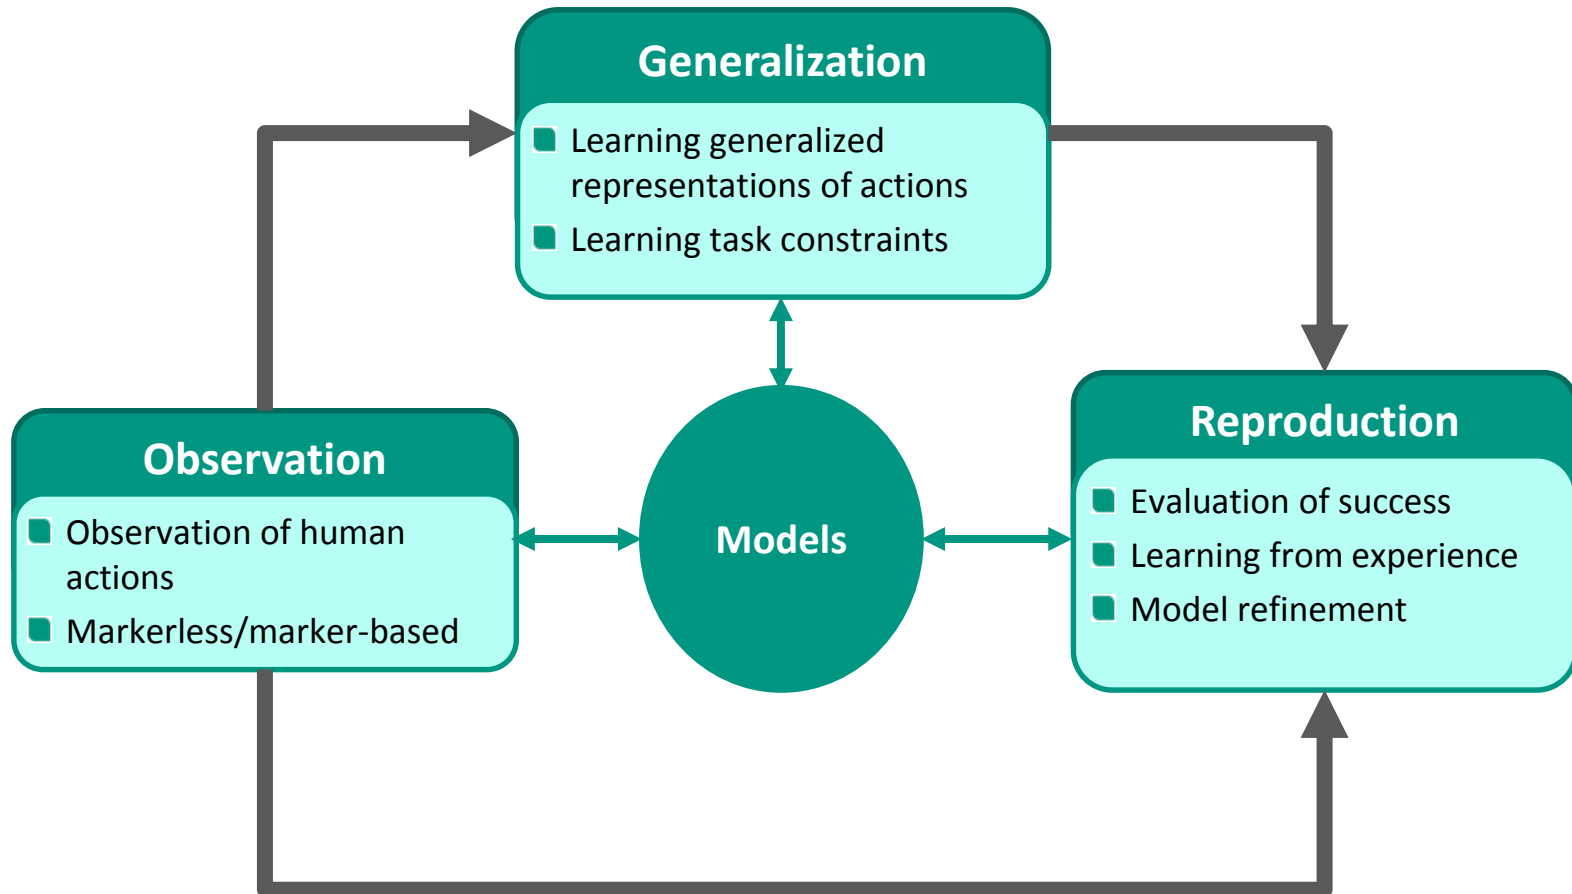 Generalization
Learning generalized
representations of actions
Learning task constraints
Observation
Observation of human
actions
Markerless/marker-based
Models
Reproduction
Evaluation of success
Learning from experience
Model refinement